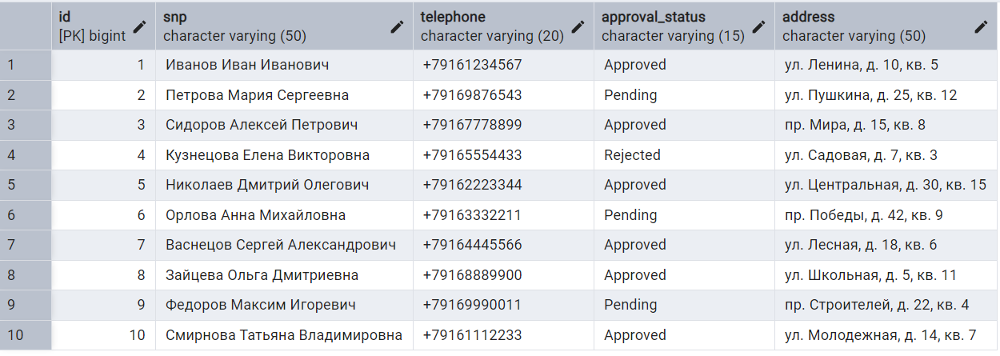 id snp telephone approval_status address
[PK] bigint character varying (50) character varying (20) character varying (15) character varying (50)
1 1 Иванов Иван Иванович +79161234567 Approved ул. Ленина, д. 10, кв. 5
2 2 Петрова Мария Сергеевна +79169876543 Pending ул. Пушкина, д. 25, кв. 12
3 3 Сидоров Алексей Петрович +79167778899 Approved пр. Мира, д. 15, кв. 8
4 4 Кузнецова Елена Викторовна +79165554433 Rejected ул. Садовая, д. 7, кв. 3
5 5 Николаев Дмитрий Олегович +79162223344 Approved ул. Центральная, д. 30, кв. 15
6 6 Орлова Анна Михайловна +79163332211 Pending пр. Победы, д. 42, кв. 9
7 7 Васнецов Сергей Александрович +79164445566 Approved ул. Лесная, д. 18, кв. 6
8 8 Зайцева Ольга Дмитриевна +79168889900 Approved ул. Школьная, д. 5, кв. 11
9 9 Федоров Максим Игоревич +79169990011 Pending пр. Строителей, д. 22, кв. 4
10 10 Смирнова Татьяна Владимировна +79161112233 Approved ул. Молодежная, д. 14, кв. 7